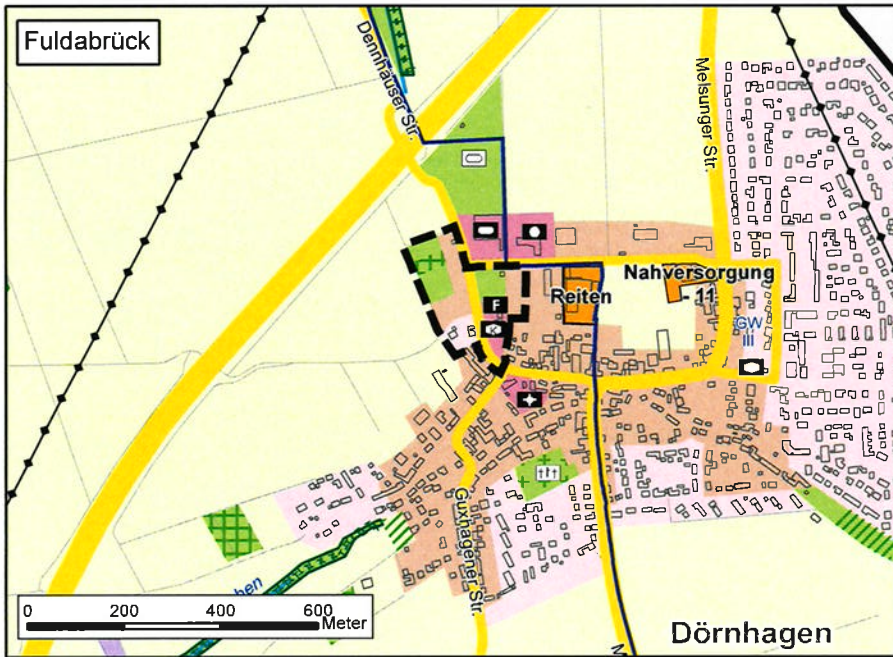 Fuldabrück
Dennhäuser Str.
Melsunger Str.
Nahversorgung
- 11 -
Reiten
F
K
GW
III
Guxhagener Str.
0 200 400 600
Meter
Dörnhagen